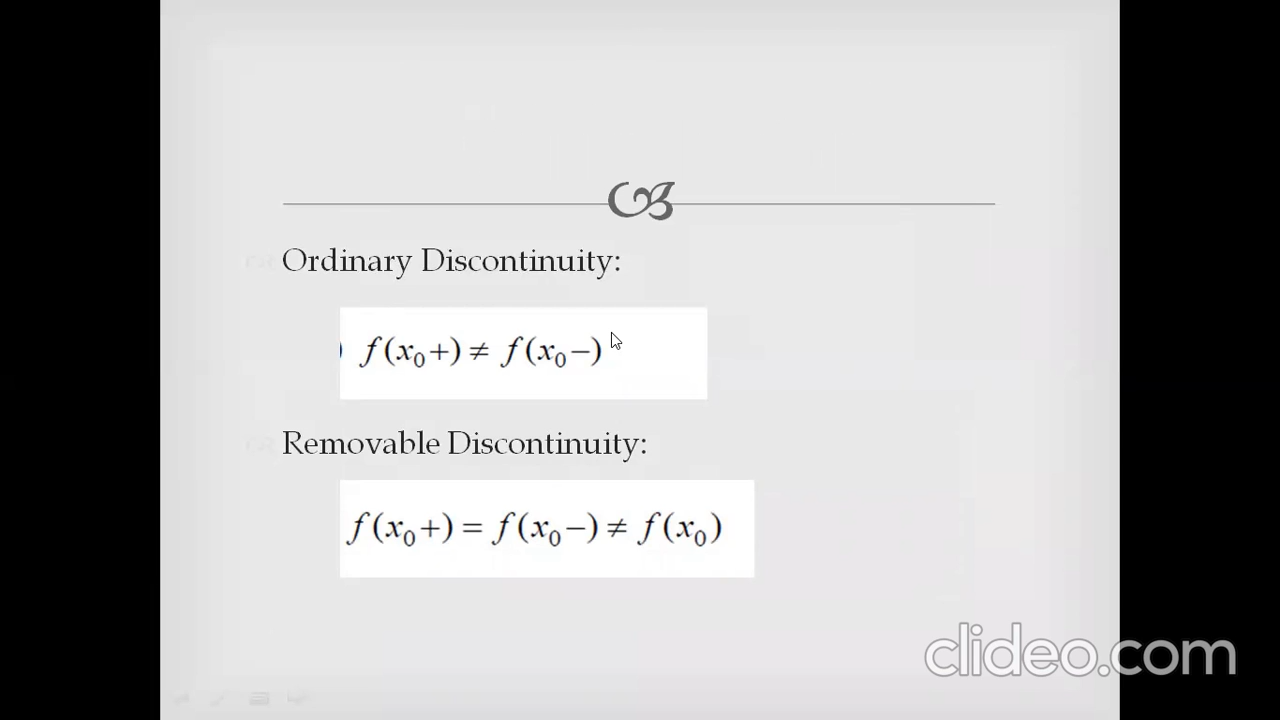 Ordinary Discontinuity:
) f(x₀+) ≠ f(x₀−)
Removable Discontinuity:
f(x₀+) = f(x₀−) ≠ f(x₀)
clideo.com